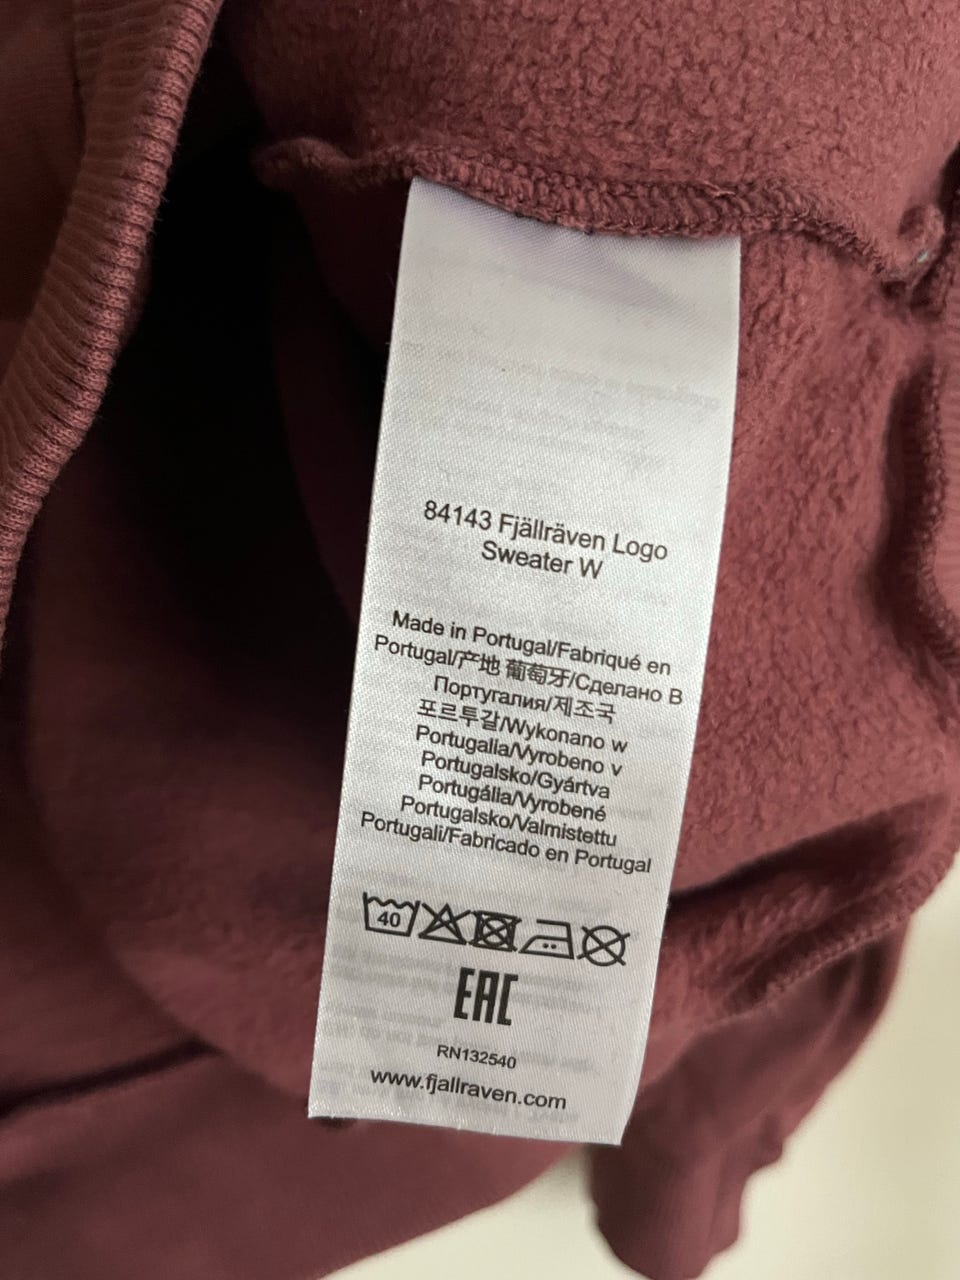 84143 Fjällräven Logo
Sweater W
Made in Portugal/Fabriqué en
Portugal/产地 葡萄牙/Сделано В
Португалия/제조국
포르투갈/Wykonano w
Portugalia/Vyrobeno v
Portugalsko/Gyártva
Portugália/Vyrobené
Portugalsko/Valmistettu
Portugali/Fabricado en Portugal
40
EAC
RN132540
www.fjallraven.com